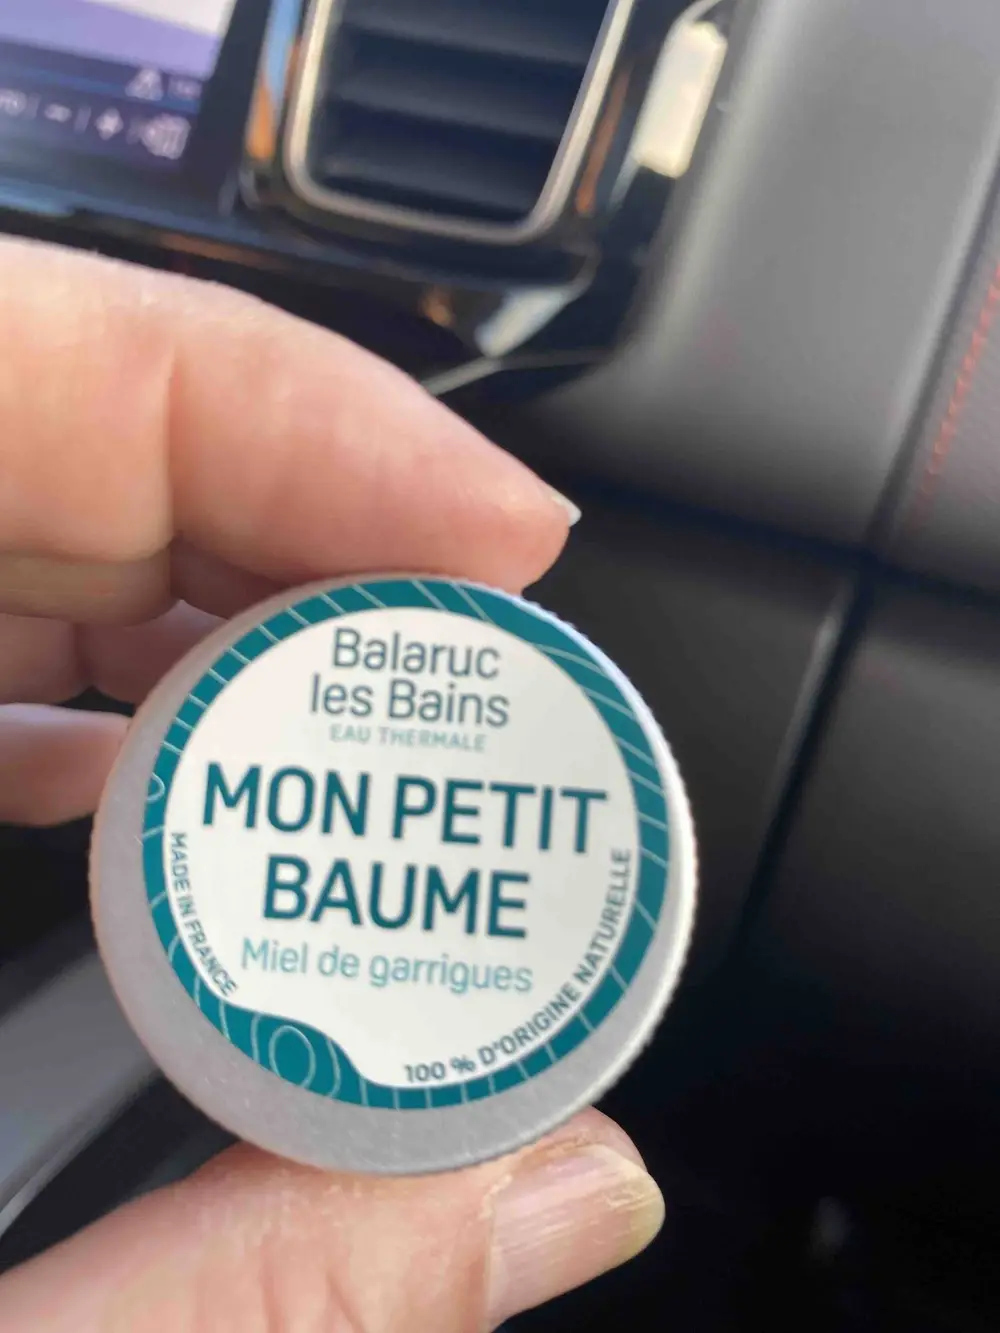 Balaruc
les Bains
EAU THERMALE
MON PETIT
BAUME
Miel de garrigues
MADE IN FRANCE
100 % D'ORIGINE NATURELLE